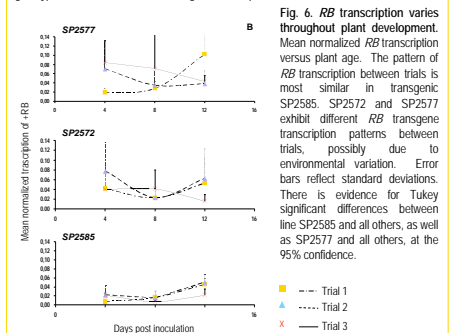 SP2577
B
0,14
0,12
0,10
0,08
0,06
0,04
0,02
0,00
0
4
8
12
16
SP2572
0.14
0.12
0.10
0.08
0.06
0.04
0.02
0.00
0
4
8
12
16
SP2585
0,14
0,12
0,10
0,08
0,06
0,04
0,02
0,00
0
4
8
12
16
Mean normalized trascription of +RB
Days post inoculation
Fig. 6. RB transcription varies
throughout plant development.
Mean normalized RB transcription
versus plant age. The pattern of
RB transcription between trials is
most similar in transgenic
SP2585. SP2572 and SP2577
exhibit different RB transgene
transcription patterns between
trials, possibly due to
environmental variation. Error
bars reflect standard deviations.
There is evidence for Tukey
significant differences between
line SP2585 and all others, as well
as SP2577 and all others, at the
95% confidence.
Trial 1
Trial 2
x Trial 3